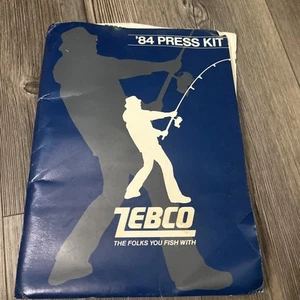 '84 PRESS KIT
ZEBCO
THE FOLKS YOU FISH WITH